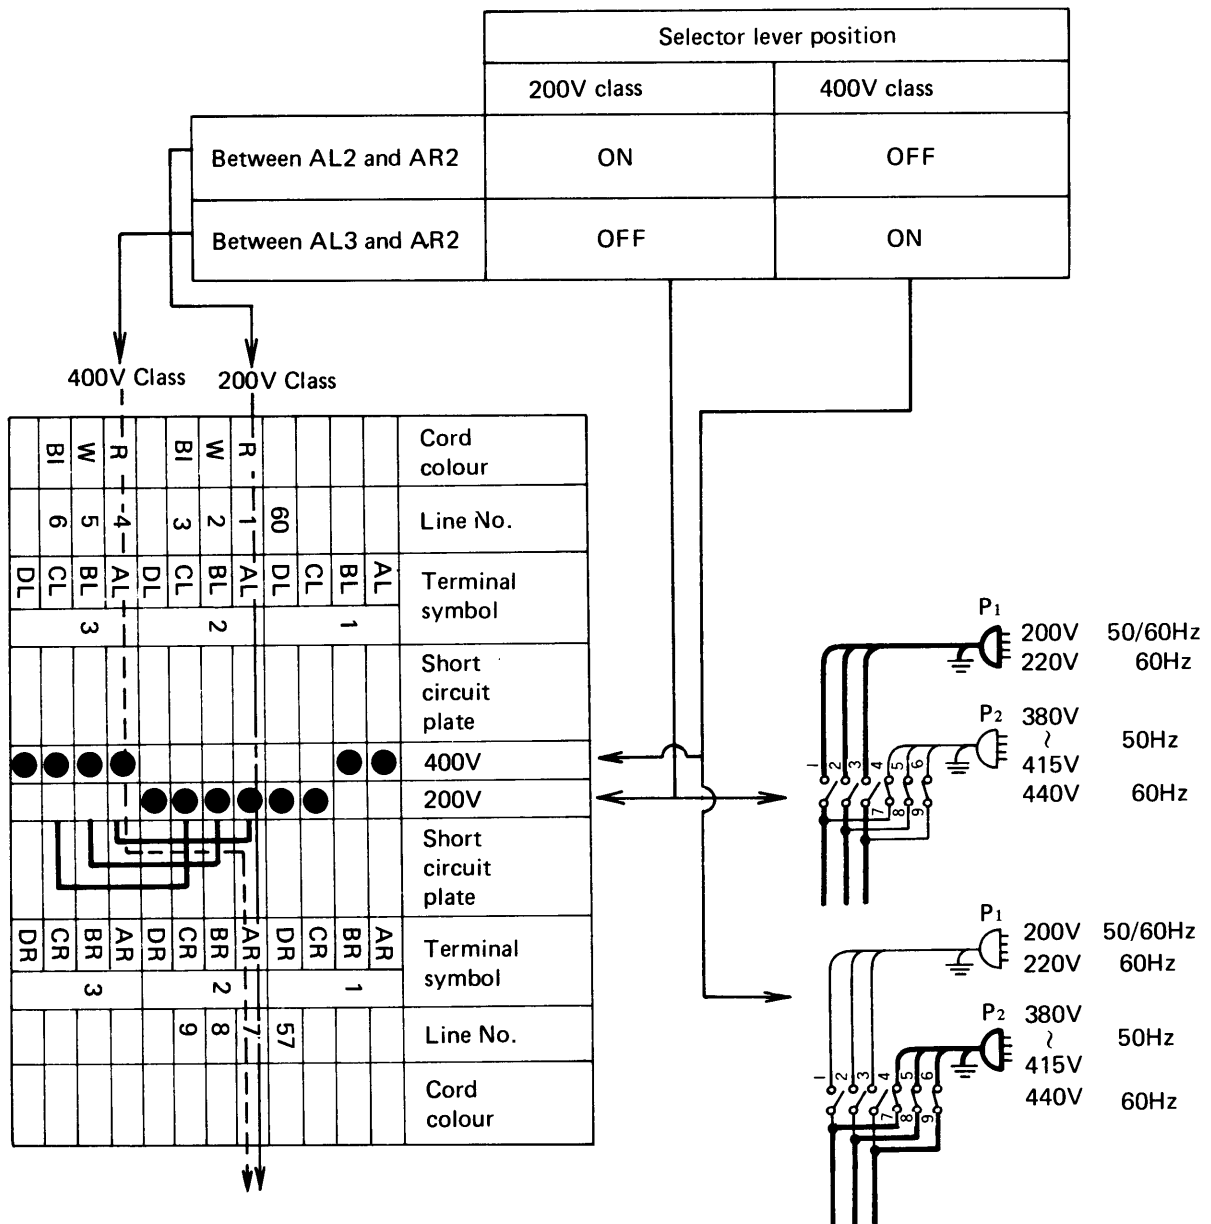 Selector lever position
200V class 400V class
Between AL2 and AR2 ON OFF
Between AL3 and AR2 OFF ON
400V Class 200V Class
Bl W R Bl W R Cord
colour
6 5 4 3 2 1 60 Line No.
DL CL BL AL DL CL BL AL DL CL BL AL Terminal
symbol
3 2 1
Short
circuit
plate
400V
200V
Short
circuit
plate
DR CR BR AR DR CR BR AR DR CR BR AR Terminal
symbol
3 2 1
9 8 7 57 Line No.
Cord
colour
P1
200V 50/60Hz
220V 60Hz
P2 380V
~ 50Hz
415V
440V 60Hz
1 2 3 4 5 6
7 8 9
P1
200V 50/60Hz
220V 60Hz
P2 380V
~ 50Hz
415V
440V 60Hz
1 2 3 4 5 6
7 8 9